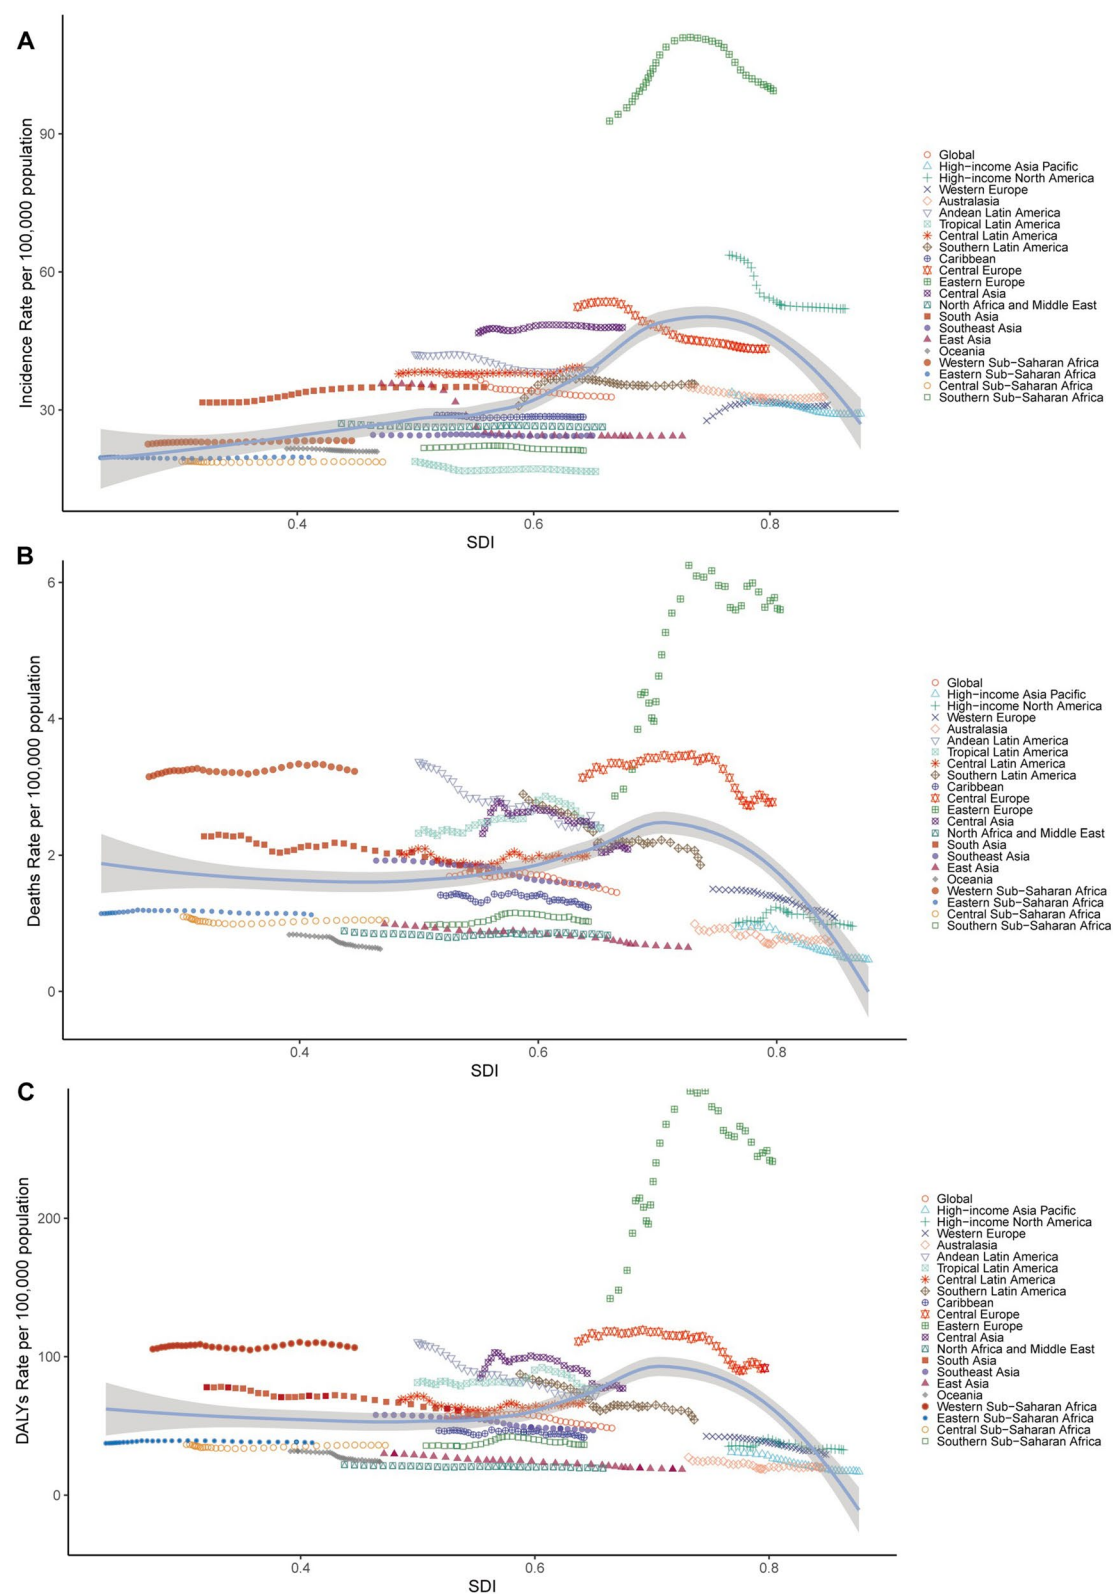 A
Incidence Rate per 100,000 population
90
60
30
0.4
0.6
0.8
SDI
Global
High−income Asia Pacific
High−income North America
Western Europe
Australasia
Andean Latin America
Tropical Latin America
Central Latin America
Southern Latin America
Caribbean
Central Europe
Eastern Europe
Central Asia
North Africa and Middle East
South Asia
Southeast Asia
East Asia
Oceania
Western Sub−Saharan Africa
Eastern Sub−Saharan Africa
Central Sub−Saharan Africa
Southern Sub−Saharan Africa
B
Deaths Rate per 100,000 population
6
4
2
0
0.4
0.6
0.8
SDI
Global
High−income Asia Pacific
High−income North America
Western Europe
Australasia
Andean Latin America
Tropical Latin America
Central Latin America
Southern Latin America
Caribbean
Central Europe
Eastern Europe
Central Asia
North Africa and Middle East
South Asia
Southeast Asia
East Asia
Oceania
Western Sub−Saharan Africa
Eastern Sub−Saharan Africa
Central Sub−Saharan Africa
Southern Sub−Saharan Africa
C
DALYs Rate per 100,000 population
200
100
0
0.4
0.6
0.8
SDI
Global
High−income Asia Pacific
High−income North America
Western Europe
Australasia
Andean Latin America
Tropical Latin America
Central Latin America
Southern Latin America
Caribbean
Central Europe
Eastern Europe
Central Asia
North Africa and Middle East
South Asia
Southeast Asia
East Asia
Oceania
Western Sub−Saharan Africa
Eastern Sub−Saharan Africa
Central Sub−Saharan Africa
Southern Sub−Saharan Africa